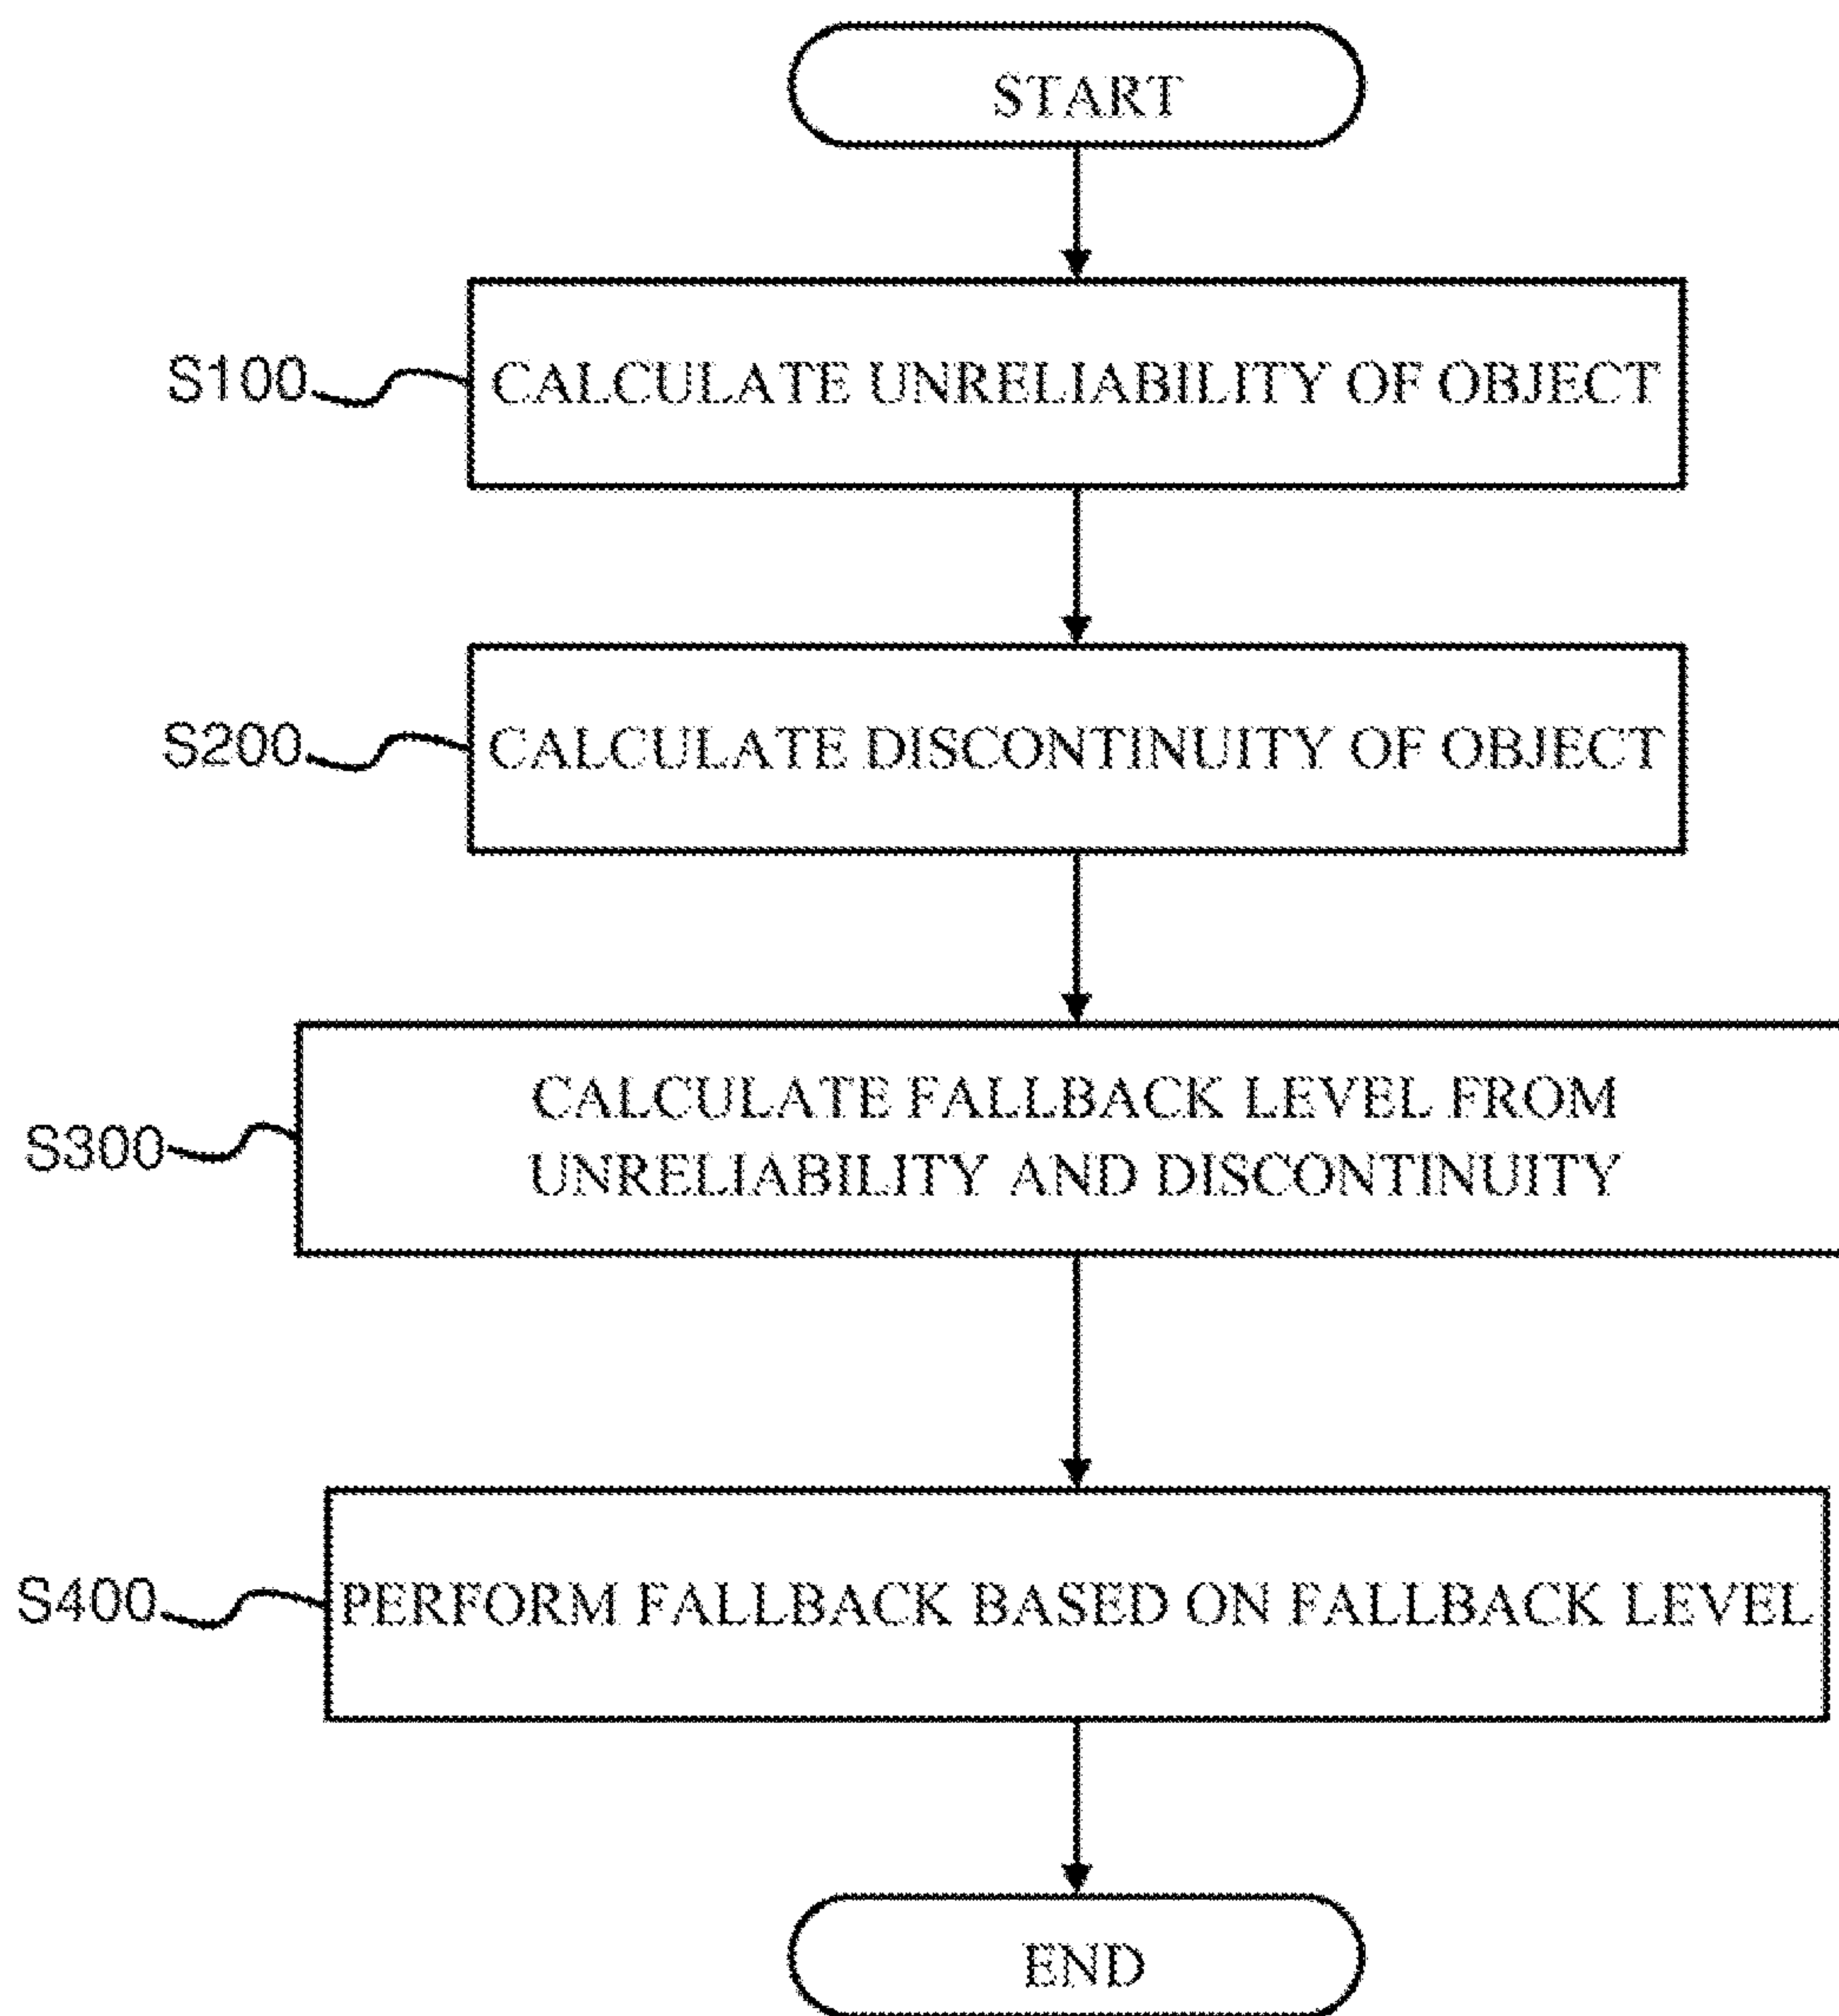 START
S100
CALCULATE UNRELIABILITY OF OBJECT
S200
CALCULATE DISCONTINUITY OF OBJECT
S300
CALCULATE FALLBACK LEVEL FROM
UNRELIABILITY AND DISCONTINUITY
S400
PERFORM FALLBACK BASED ON FALLBACK LEVEL
END